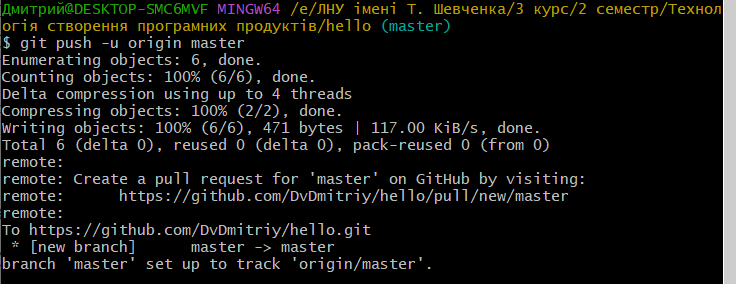 Дмитрий@DESKTOP-SMC6MVF MINGW64 /e/ЛНУ імені Т. Шевченка/3 курс/2 семестр/Технол
огія створення програмних продуктів/hello (master)
$ git push -u origin master
Enumerating objects: 6, done.
Counting objects: 100% (6/6), done.
Delta compression using up to 4 threads
Compressing objects: 100% (2/2), done.
Writing objects: 100% (6/6), 471 bytes | 117.00 KiB/s, done.
Total 6 (delta 0), reused 0 (delta 0), pack-reused 0 (from 0)
remote:
remote: Create a pull request for 'master' on GitHub by visiting:
remote:      https://github.com/DvDmitriy/hello/pull/new/master
remote:
To https://github.com/DvDmitriy/hello.git
 * [new branch]      master -> master
branch 'master' set up to track 'origin/master'.